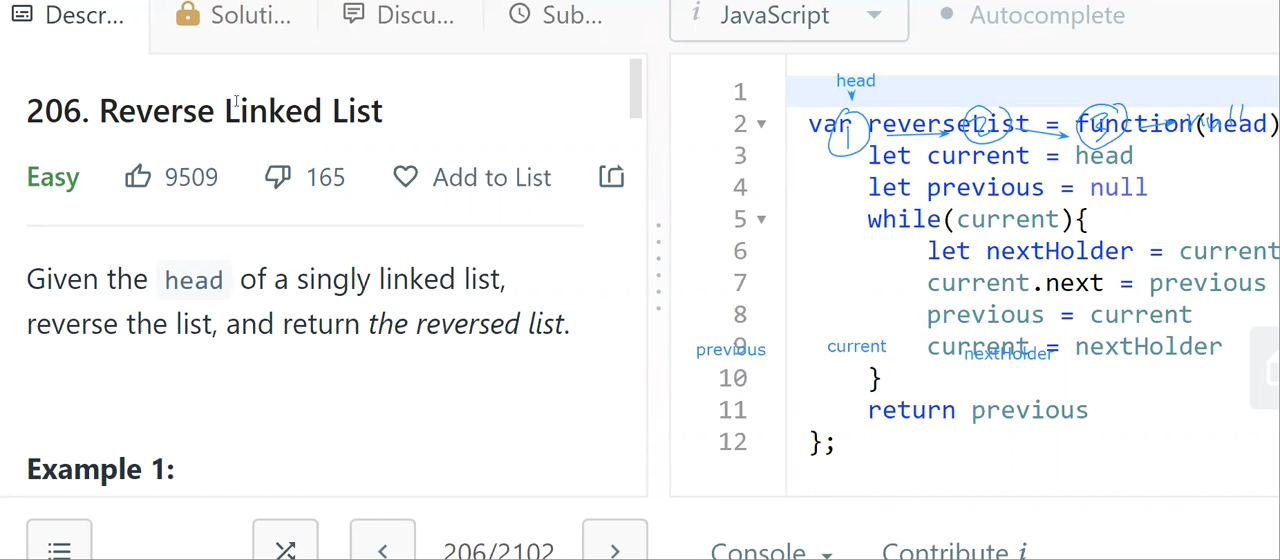 Descr...
Soluti...
Discu...
Sub...
206. Reverse Linked List
Easy
9509
165
Add to List
Given the head of a singly linked list,
reverse the list, and return the reversed list.
Example 1:
206/2102
i JavaScript
Autocomplete
head
1
2 var reverseList = function(head)
1 2 3 null
3 let current = head
4 let previous = null
5 while(current){
6 let nextHolder = current
7 current.next = previous
8 previous = current
9 current = nextHolder
previous current nextHolder
10 }
11 return previous
12 };
Console
Contribute i